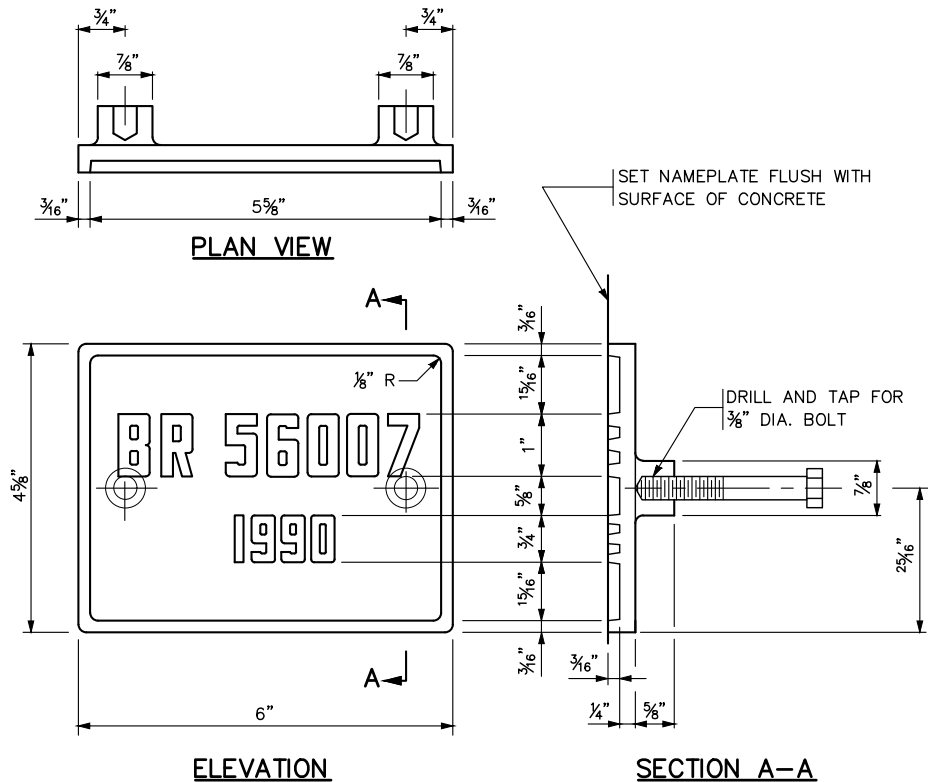 ¾" ¾"
⅞" ⅞"
SET NAMEPLATE FLUSH WITH
SURFACE OF CONCRETE
3⁄16" 5⅝" 3⁄16"
PLAN VIEW
A
3⁄16"
⅛" R
15⁄16"
DRILL AND TAP FOR
⅜" DIA. BOLT
BR 56007
1"
4⅝"
⅝"
⅞"
1990
¾"
25⁄16"
15⁄16"
A
3⁄16"
3⁄16"
6"
¼" ⅝"
ELEVATION SECTION A-A